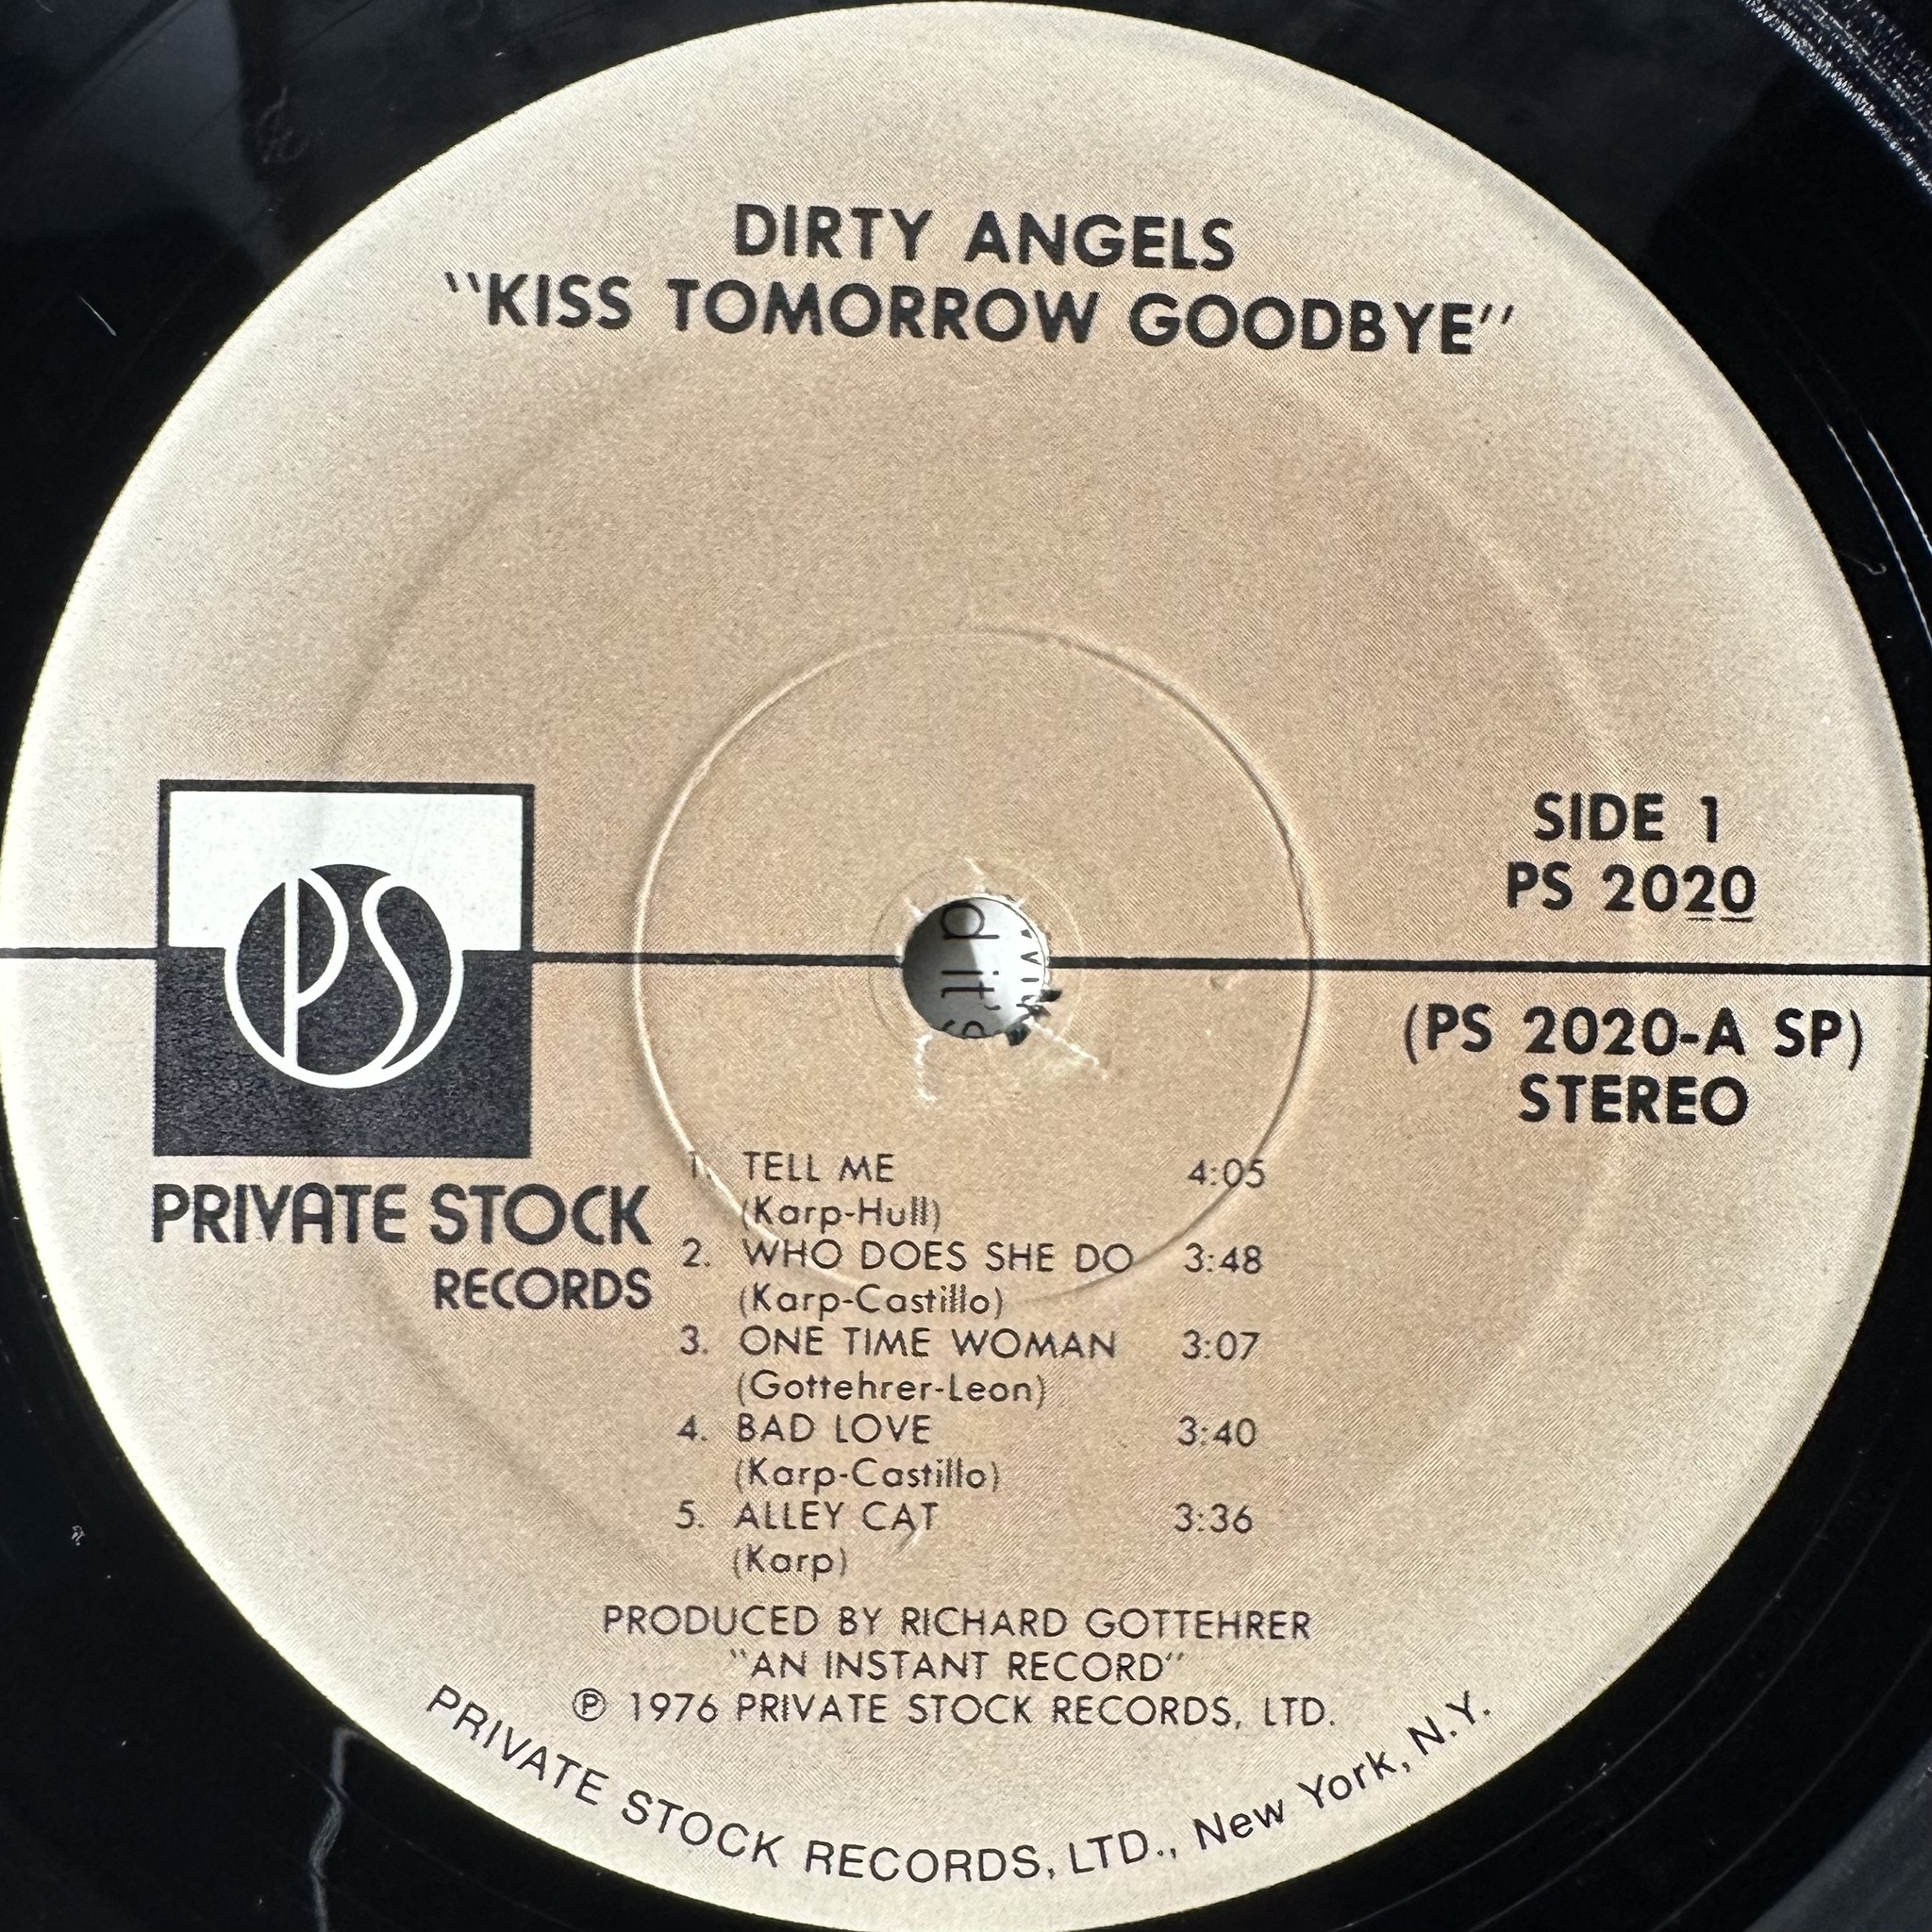 DIRTY ANGELS
"KISS TOMORROW GOODBYE"
PS
PRIVATE STOCK
RECORDS
SIDE 1
PS 2020
(PS 2020-A SP)
STEREO
d it's
1. TELL ME 4:05
(Karp-Hull)
2. WHO DOES SHE DO 3:48
(Karp-Castillo)
3. ONE TIME WOMAN 3:07
(Gottehrer-Leon)
4. BAD LOVE 3:40
(Karp-Castillo)
5. ALLEY CAT 3:36
(Karp)
PRODUCED BY RICHARD GOTTEHRER
"AN INSTANT RECORD"
℗ 1976 PRIVATE STOCK RECORDS, LTD.
PRIVATE STOCK RECORDS, LTD., New York, N.Y.